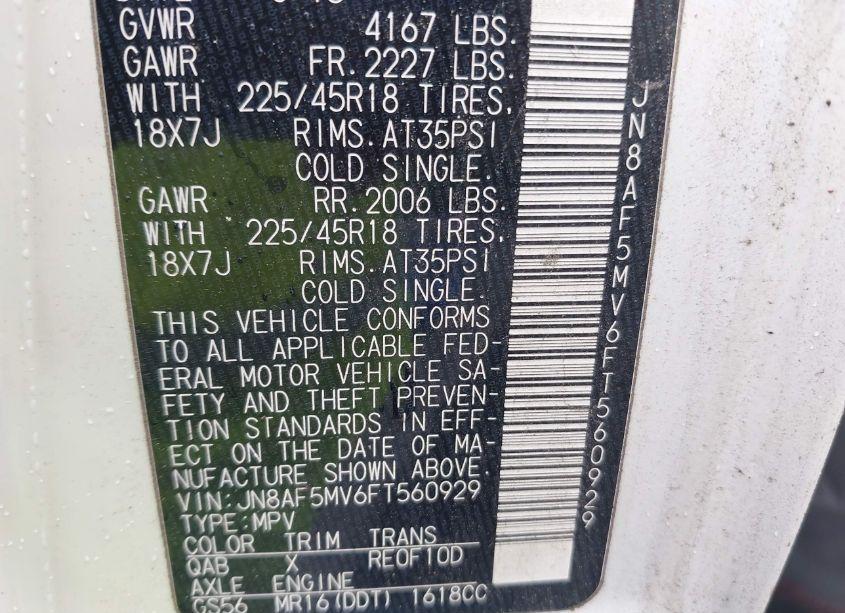 GVWR 4167 LBS.
GAWR FR. 2227 LBS.
WITH 225/45R18 TIRES,
18X7J RIMS. AT35PSI
COLD SINGLE.
GAWR RR. 2006 LBS.
WITH 225/45R18 TIRES,
18X7J RIMS. AT35PSI
COLD SINGLE.
THIS VEHICLE CONFORMS
TO ALL APPLICABLE FED-
ERAL MOTOR VEHICLE SA-
FETY AND THEFT PREVEN-
TION STANDARDS IN EFF-
ECT ON THE DATE OF MA-
NUFACTURE SHOWN ABOVE.
VIN:JN8AF5MV6FT560929
TYPE:MPV
COLOR TRIM TRANS
QAB X RE0F10D
AXLE ENGINE
GS56 MR16(DDT) 1618CC
JN8AF5MV6FT560929